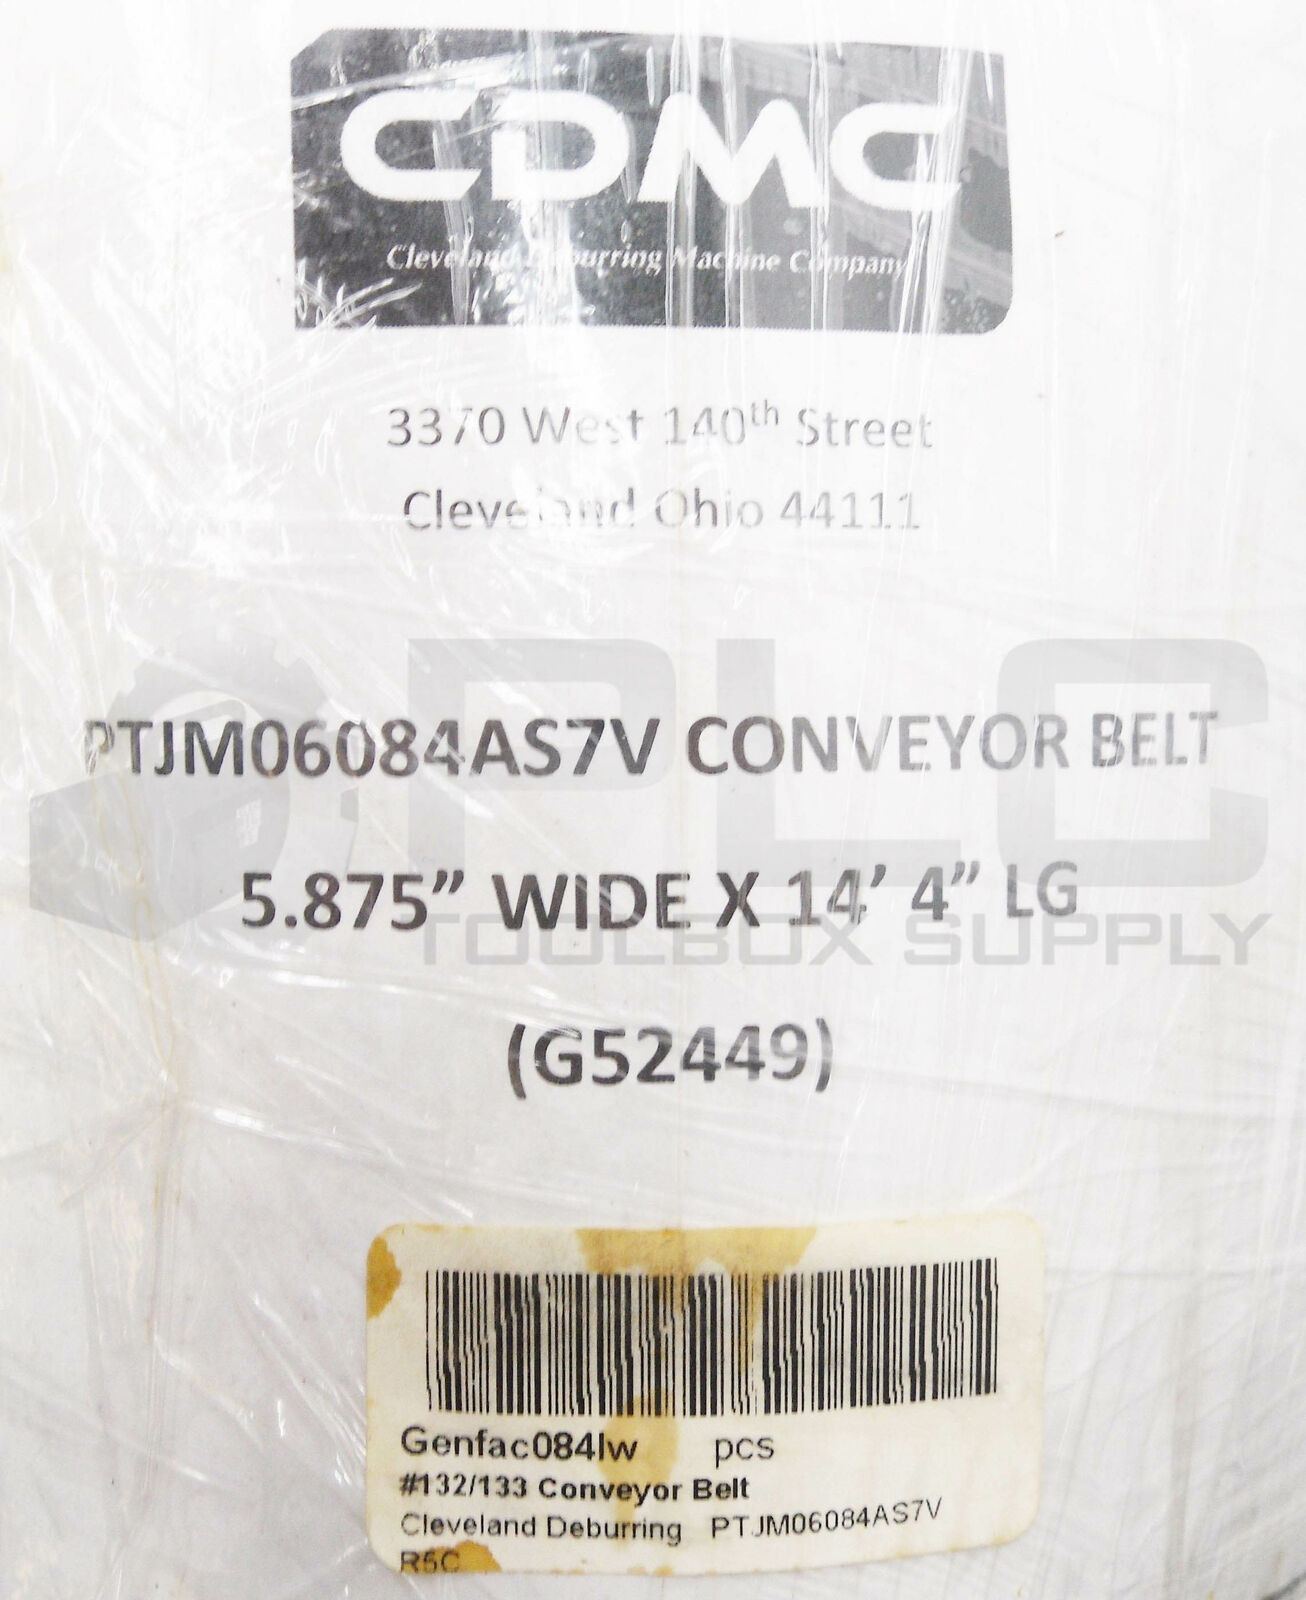 CDMC
Cleveland Deburring Machine Company
3370 West 140th Street
Cleveland Ohio 44111
PLC
PTJM06084AS7V CONVEYOR BELT
5.875” WIDE X 14’ 4” LG
TOOLBOX SUPPLY
(G52449)
Genfac084lw pcs
#132/133 Conveyor Belt
Cleveland Deburring PTJM06084AS7V
R5C